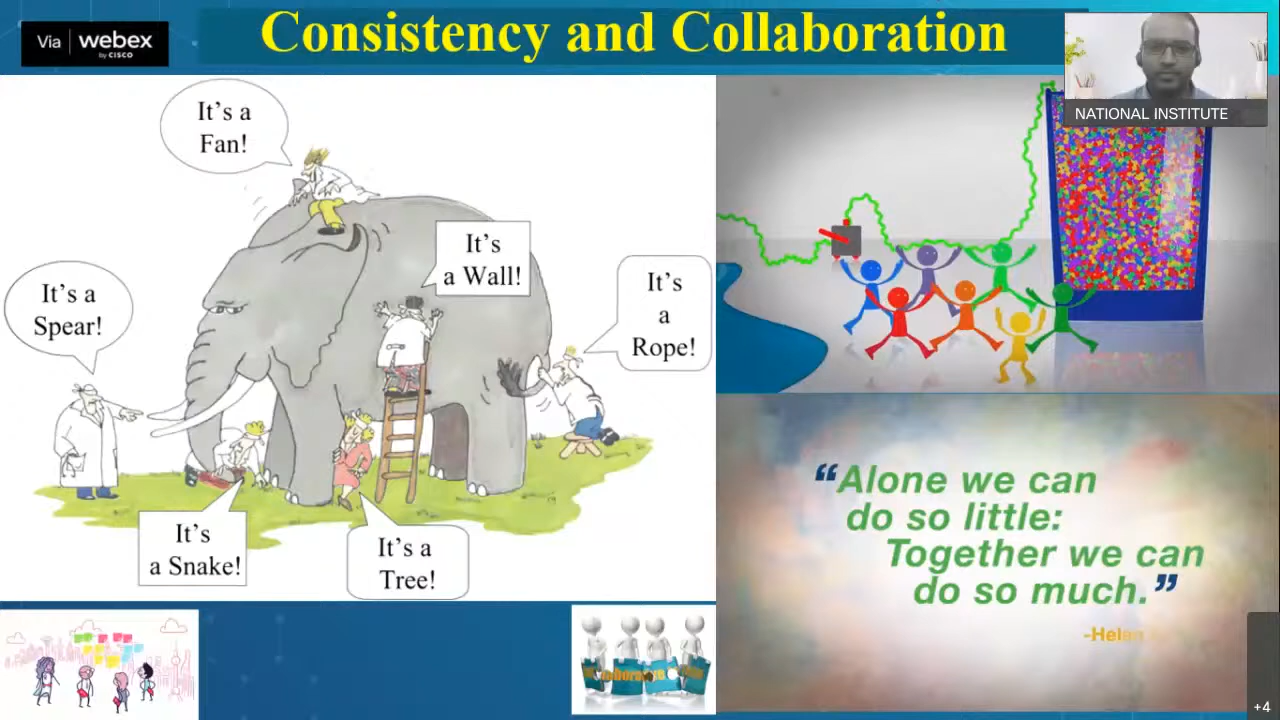 Via | webex
by CISCO
Consistency and Collaboration
NATIONAL INSTITUTE
It's a
Fan!
It's
a Wall!
It's a
Spear!
It's
a
Rope!
It's
a Snake!
It's a
Tree!
“Alone we can
do so little:
Together we can
do so much.”
-Helen
+4